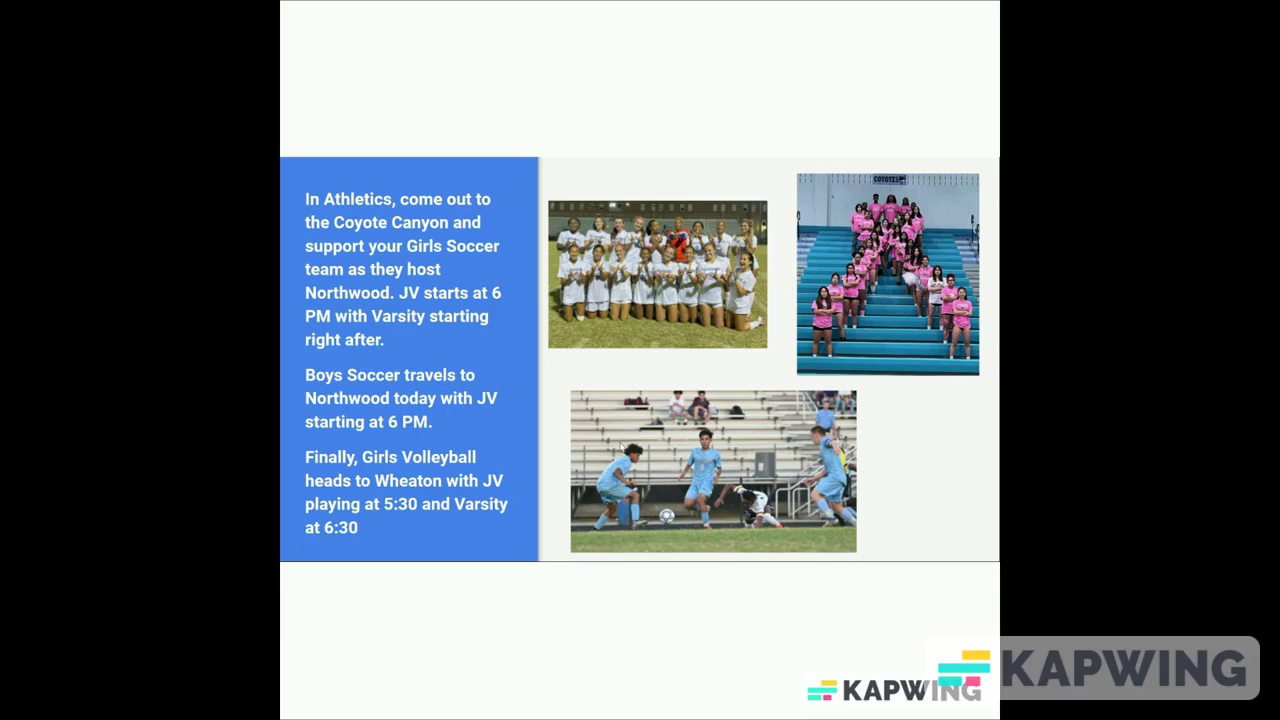 In Athletics, come out to
the Coyote Canyon and
support your Girls Soccer
team as they host
Northwood. JV starts at 6
PM with Varsity starting
right after.
Boys Soccer travels to
Northwood today with JV
starting at 6 PM.
Finally, Girls Volleyball
heads to Wheaton with JV
playing at 5:30 and Varsity
at 6:30
COYOTES
KAPWING
KAPWING